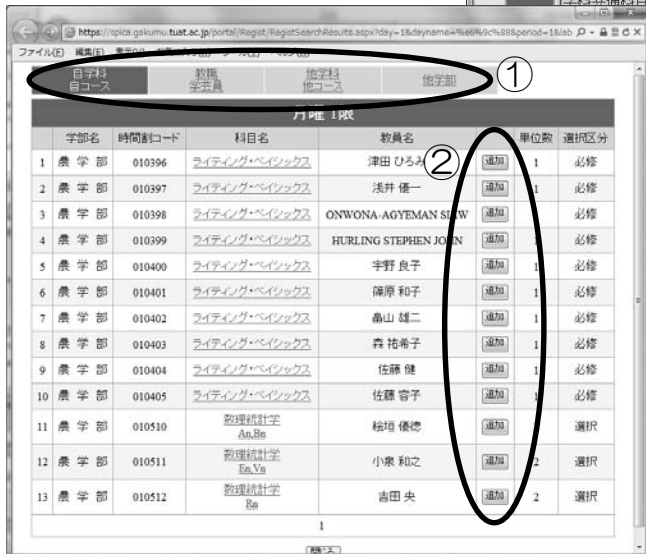 学科共通科目
https://spica.gakumu.tuat.ac.jp/portal/Regist/RegistSearchResults.aspx?day=1&dayname=%e6%9c%88&period=1&lab
ファイル(F) 編集(E)
自学科 教職 他学科 他学部 ①
自コース 学芸員 他コース
月曜 1限
学部名 時間割コード 科目名 教員名 単位数 選択区分
②
1 農 学 部 010396 ライティング・ベイシックス 津田 ひろみ 追加 1 必修
2 農 学 部 010397 ライティング・ベイシックス 浅井 優一 追加 1 必修
3 農 学 部 010398 ライティング・ベイシックス ONWONA-AGYEMAN SIAW 追加 必修
4 農 学 部 010399 ライティング・ベイシックス HURLING STEPHEN JOHN 追加 1 必修
5 農 学 部 010400 ライティング・ベイシックス 宇野 良子 追加 1 必修
6 農 学 部 010401 ライティング・ベイシックス 篠原 和子 追加 1 必修
7 農 学 部 010402 ライティング・ベイシックス 畠山 雄二 追加 1 必修
8 農 学 部 010403 ライティング・ベイシックス 森 祐希子 追加 1 必修
9 農 学 部 010404 ライティング・ベイシックス 佐藤 健 追加 1 必修
10 農 学 部 010405 ライティング・ベイシックス 佐藤 容子 追加 1 必修
11 農 学 部 010510 数理統計学 桧垣 優徳 追加 選択
An,Bn
12 農 学 部 010511 数理統計学 小泉 和之 追加 2 選択
En,Vn
13 農 学 部 010512 数理統計学 吉田 央 追加 2 選択
Rn
1
閉じる